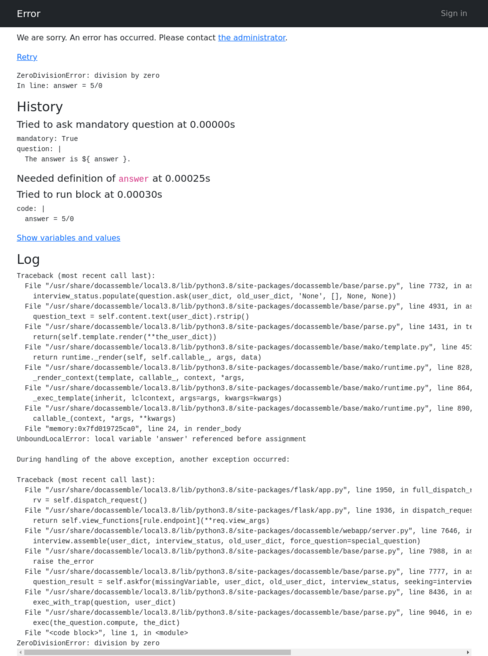 Error
Sign in
We are sorry. An error has occurred. Please contact the administrator.
Retry
ZeroDivisionError: division by zero
In line: answer = 5/0
History
Tried to ask mandatory question at 0.00000s
mandatory: True
question: |
  The answer is ${ answer }.
Needed definition of answer at 0.00025s
Tried to run block at 0.00030s
code: |
  answer = 5/0
Show variables and values
Log
Traceback (most recent call last):
  File "/usr/share/docassemble/local3.8/lib/python3.8/site-packages/docassemble/base/parse.py", line 7732, in as
    interview_status.populate(question.ask(user_dict, old_user_dict, 'None', [], None, None))
  File "/usr/share/docassemble/local3.8/lib/python3.8/site-packages/docassemble/base/parse.py", line 4931, in as
    question_text = self.content.text(user_dict).rstrip()
  File "/usr/share/docassemble/local3.8/lib/python3.8/site-packages/docassemble/base/parse.py", line 1431, in te
    return(self.template.render(**the_user_dict))
  File "/usr/share/docassemble/local3.8/lib/python3.8/site-packages/docassemble/base/mako/template.py", line 451
    return runtime._render(self, self.callable_, args, data)
  File "/usr/share/docassemble/local3.8/lib/python3.8/site-packages/docassemble/base/mako/runtime.py", line 828,
    _render_context(template, callable_, context, *args,
  File "/usr/share/docassemble/local3.8/lib/python3.8/site-packages/docassemble/base/mako/runtime.py", line 864,
    _exec_template(inherit, lclcontext, args=args, kwargs=kwargs)
  File "/usr/share/docassemble/local3.8/lib/python3.8/site-packages/docassemble/base/mako/runtime.py", line 890,
    callable_(context, *args, **kwargs)
  File "memory:0x7fd019725ca0", line 24, in render_body
UnboundLocalError: local variable 'answer' referenced before assignment
During handling of the above exception, another exception occurred:
Traceback (most recent call last):
  File "/usr/share/docassemble/local3.8/lib/python3.8/site-packages/flask/app.py", line 1950, in full_dispatch_r
    rv = self.dispatch_request()
  File "/usr/share/docassemble/local3.8/lib/python3.8/site-packages/flask/app.py", line 1936, in dispatch_reques
    return self.view_functions[rule.endpoint](**req.view_args)
  File "/usr/share/docassemble/local3.8/lib/python3.8/site-packages/docassemble/webapp/server.py", line 7646, in
    interview.assemble(user_dict, interview_status, old_user_dict, force_question=special_question)
  File "/usr/share/docassemble/local3.8/lib/python3.8/site-packages/docassemble/base/parse.py", line 7988, in as
    raise the_error
  File "/usr/share/docassemble/local3.8/lib/python3.8/site-packages/docassemble/base/parse.py", line 7777, in as
    question_result = self.askfor(missingVariable, user_dict, old_user_dict, interview_status, seeking=interview
  File "/usr/share/docassemble/local3.8/lib/python3.8/site-packages/docassemble/base/parse.py", line 8436, in as
    exec_with_trap(question, user_dict)
  File "/usr/share/docassemble/local3.8/lib/python3.8/site-packages/docassemble/base/parse.py", line 9046, in ex
    exec(the_question.compute, the_dict)
  File "<code block>", line 1, in <module>
ZeroDivisionError: division by zero